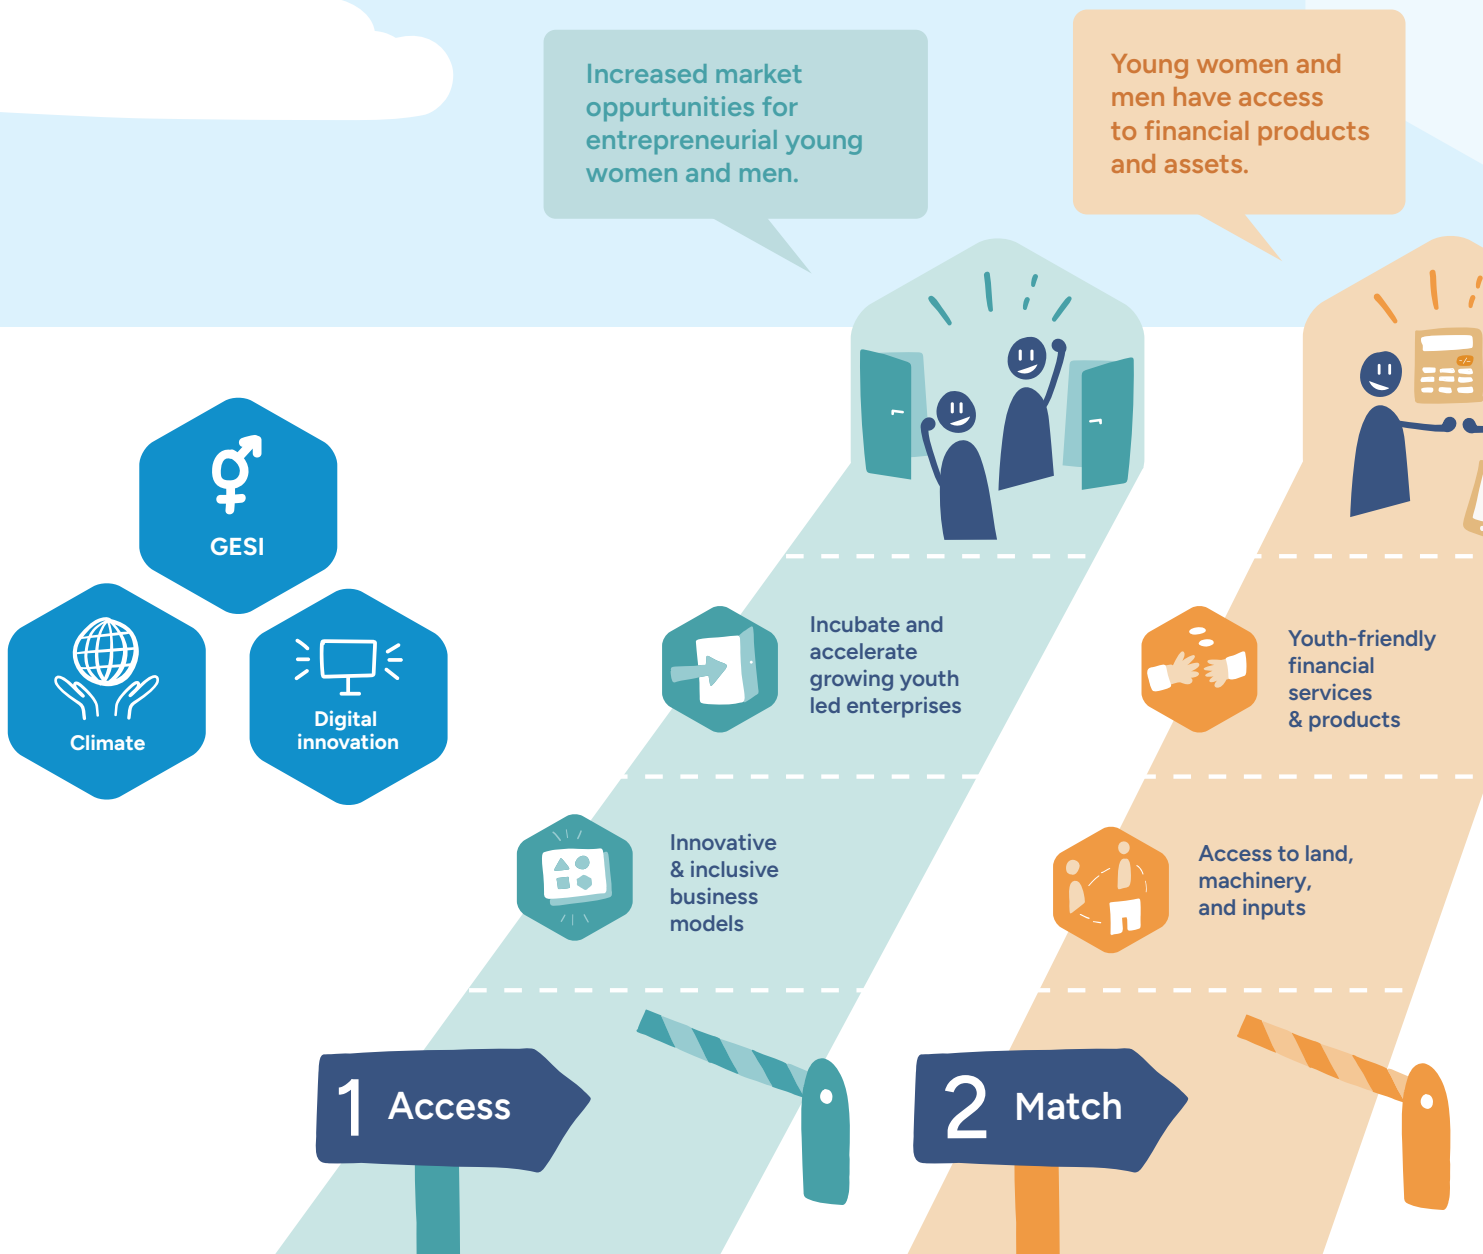 Increased market
oppurtunities for
entrepreneurial young
women and men.
Young women and
men have access
to financial products
and assets.
GESI
Climate
Digital
innovation
Incubate and
accelerate
growing youth
led enterprises
Youth-friendly
financial
services
& products
Innovative
& inclusive
business
models
Access to land,
machinery,
and inputs
1 Access
2 Match